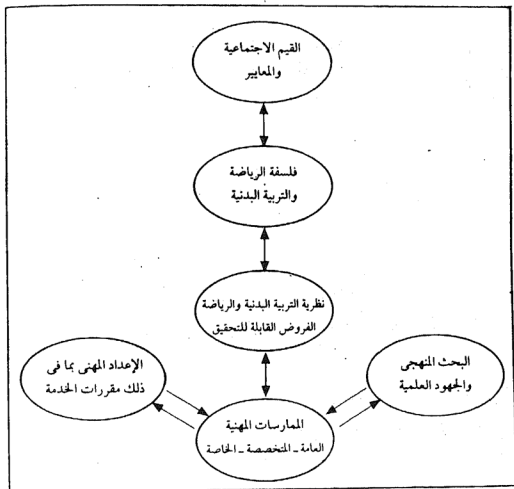 القيم الاجتماعية
والمعايير
فلسفة الرياضة
والتربية البدنية
نظرية التربية البدنية والرياضة
الفروض القابلة للتحقيق
الإعداد المهنى بما فى
ذلك مقررات الخدمة
البحث المنهجى
والجهود العلمية
الممارسات المهنية
العامة ـ المتخصصة ـ الخاصة